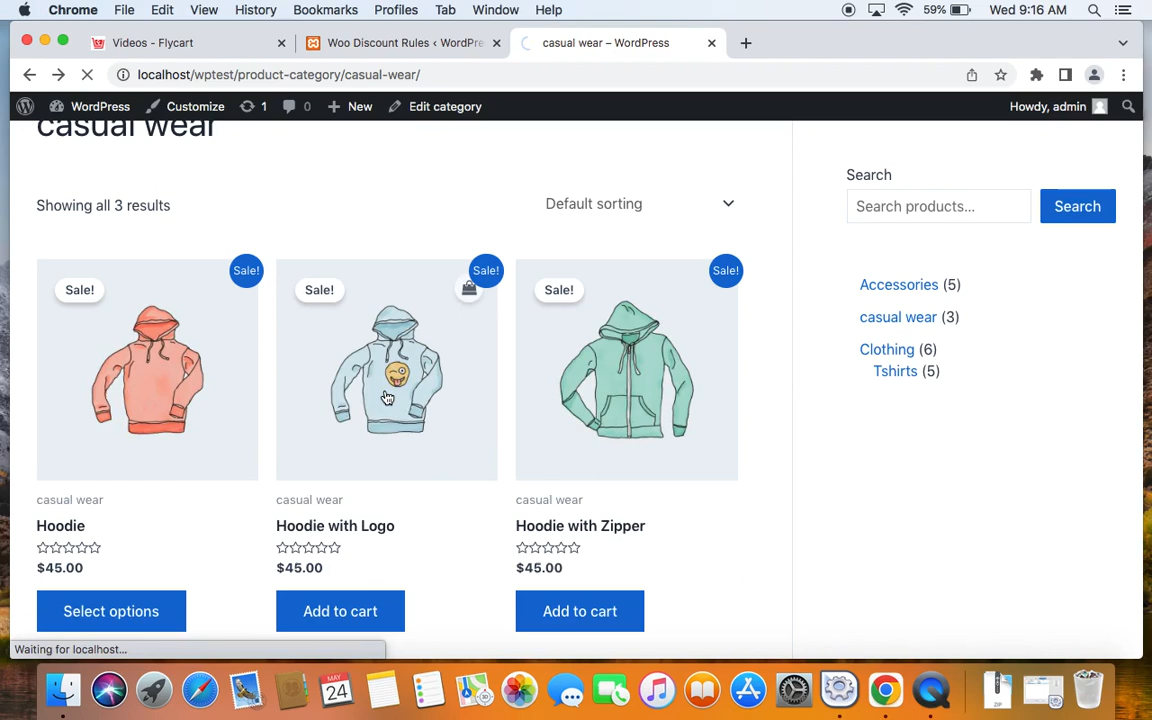 Chrome File Edit View History Bookmarks Profiles Tab Window Help 59% Wed 9:16 AM
Videos - Flycart Woo Discount Rules ‹ WordPre casual wear – WordPress
localhost/wptest/product-category/casual-wear/
WordPress Customize 1 0 New Edit category Howdy, admin
casual wear
Showing all 3 results
Default sorting
Search
Search products...
Search
Accessories (5)
casual wear (3)
Clothing (6)
Tshirts (5)
Sale! Sale! Sale! Sale! Sale! Sale!
casual wear casual wear casual wear
Hoodie Hoodie with Logo Hoodie with Zipper
$45.00 $45.00 $45.00
Select options Add to cart Add to cart
Waiting for localhost...
MAY
24
ZIP